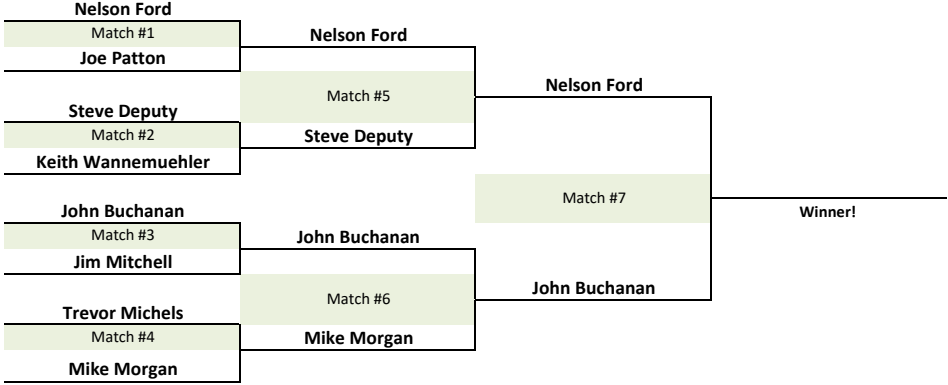 Nelson Ford
Match #1
Joe Patton
Nelson Ford
Match #5
Steve Deputy
Match #2
Keith Wannemuehler
Steve Deputy
Nelson Ford
Match #7
Winner!
John Buchanan
Match #3
Jim Mitchell
John Buchanan
Match #6
Trevor Michels
Match #4
Mike Morgan
Mike Morgan
John Buchanan